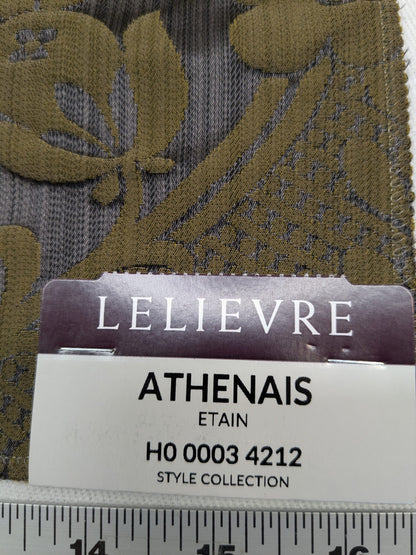 LELIEVRE
ATHENAIS
ETAIN
H0 0003 4212
STYLE COLLECTION
14 15 16